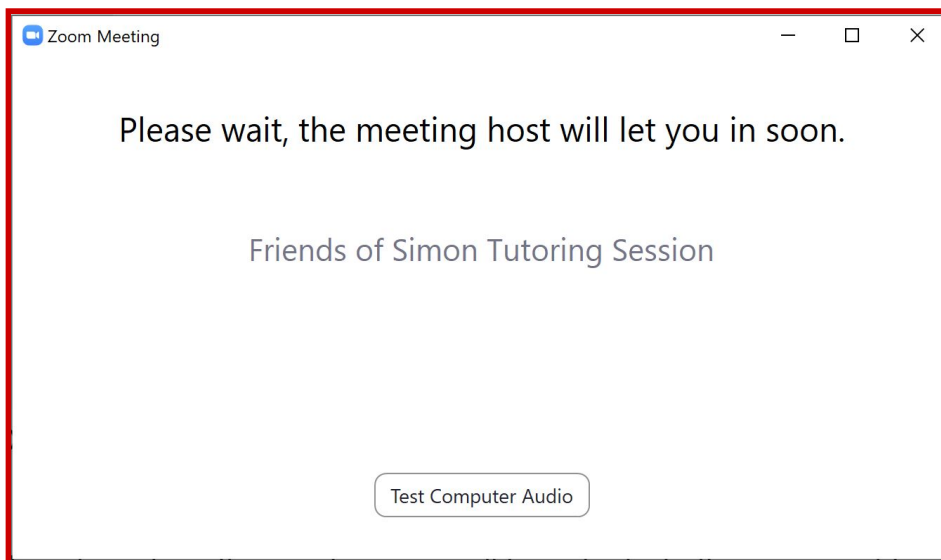 Zoom Meeting
Please wait, the meeting host will let you in soon.
Friends of Simon Tutoring Session
Test Computer Audio